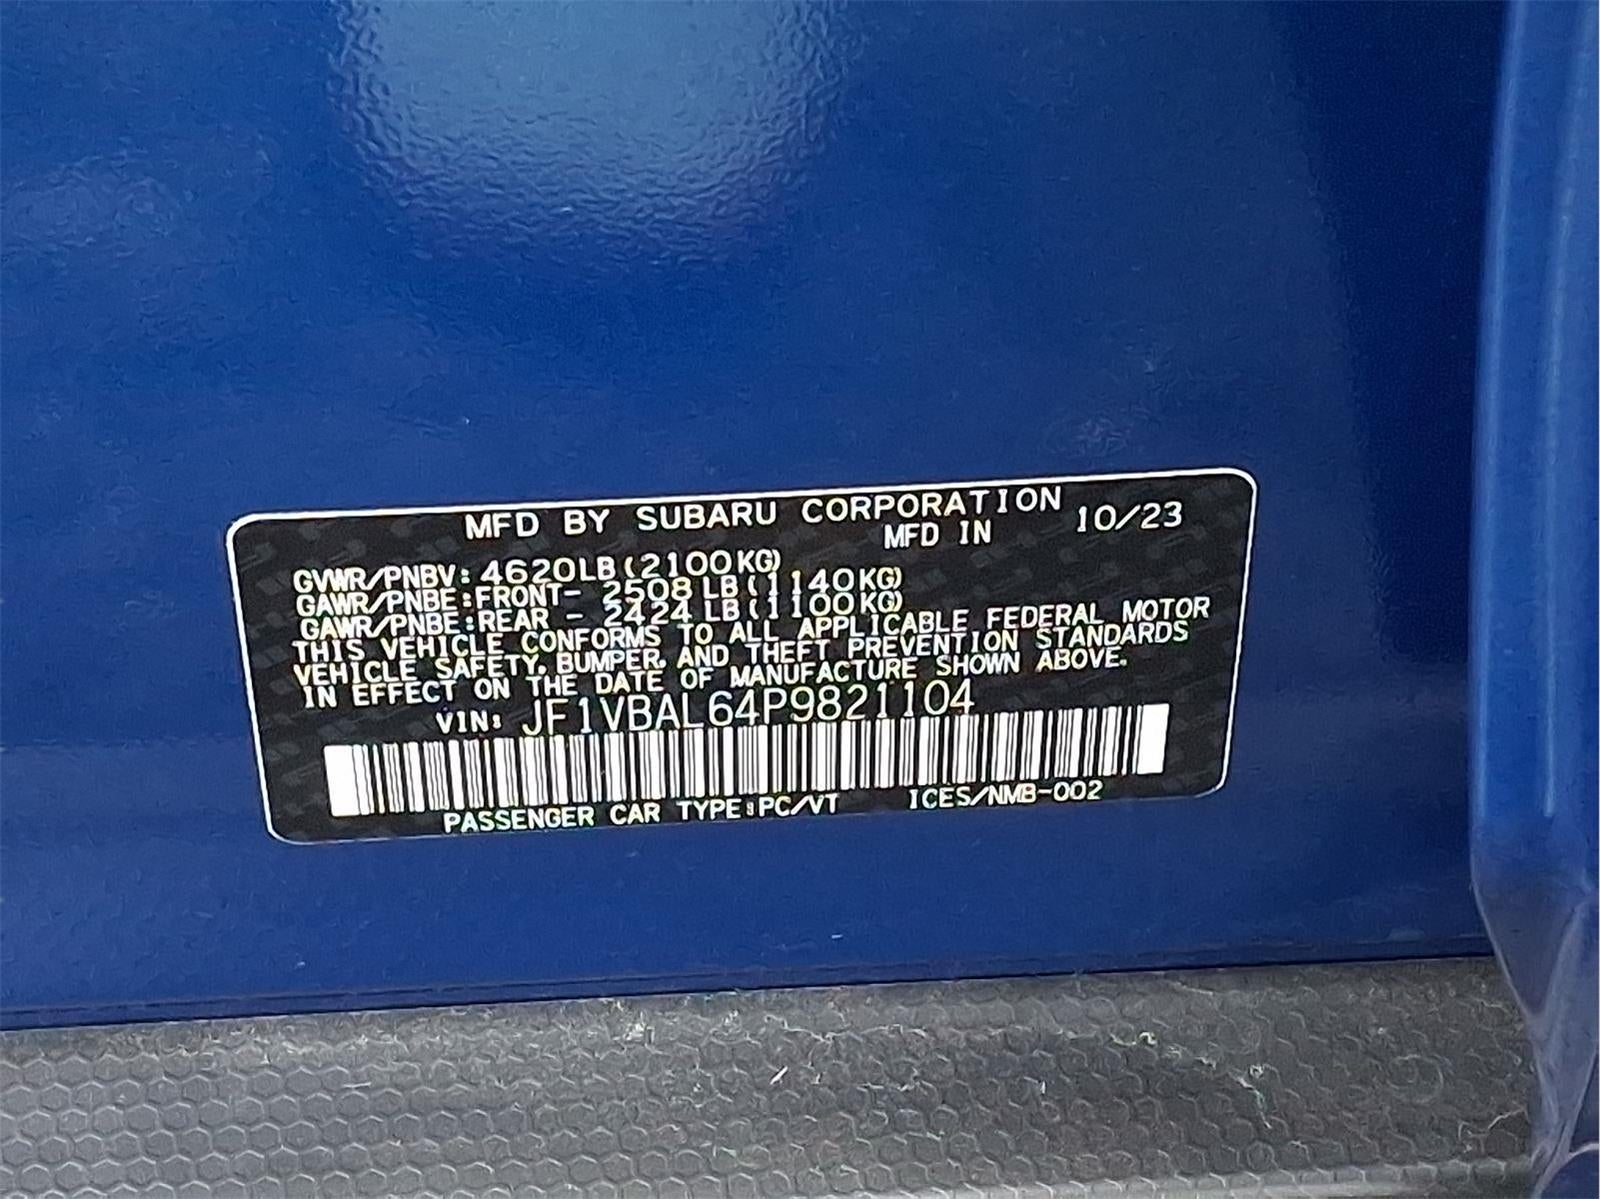 MFD BY SUBARU CORPORATION
MFD IN 10/23
GVWR/PNBV: 4620LB(2100KG)
GAWR/PNBE:FRONT- 2508LB(1140KG)
GAWR/PNBE:REAR - 2424LB(1100KG)
THIS VEHICLE CONFORMS TO ALL APPLICABLE FEDERAL MOTOR
VEHICLE SAFETY, BUMPER, AND THEFT PREVENTION STANDARDS
IN EFFECT ON THE DATE OF MANUFACTURE SHOWN ABOVE.
VIN: JF1VBAL64P9821104
PASSENGER CAR TYPE:PC/VT ICES/NMB-002